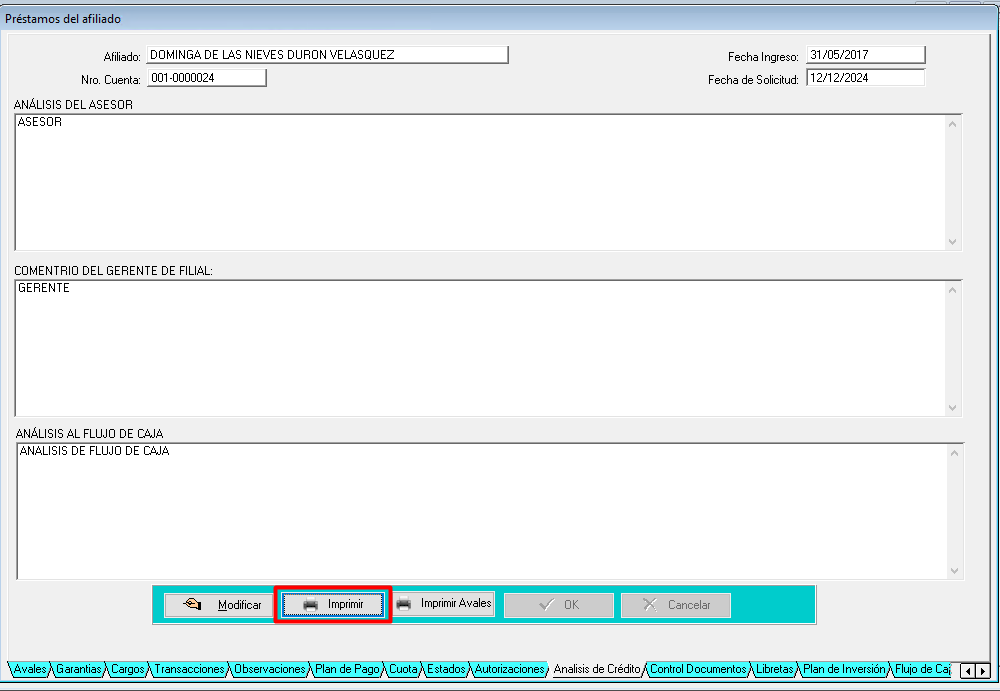 Préstamos del afiliado
Afiliado: DOMINGA DE LAS NIEVES DURON VELASQUEZ
Fecha Ingreso: 31/05/2017
Nro. Cuenta: 001-0000024
Fecha de Solicitud: 12/12/2024
ANÁLISIS DEL ASESOR
ASESOR
COMENTRIO DEL GERENTE DE FILIAL:
GERENTE
ANÁLISIS AL FLUJO DE CAJA
ANALISIS DE FLUJO DE CAJA
Modificar Imprimir Imprimir Avales OK Cancelar
Avales Garantias Cargos Transacciones Observaciones Plan de Pago Cuota Estados Autorizaciones Analisis de Crédito Control Documentos Libretas Plan de Inversión Flujo de Caj